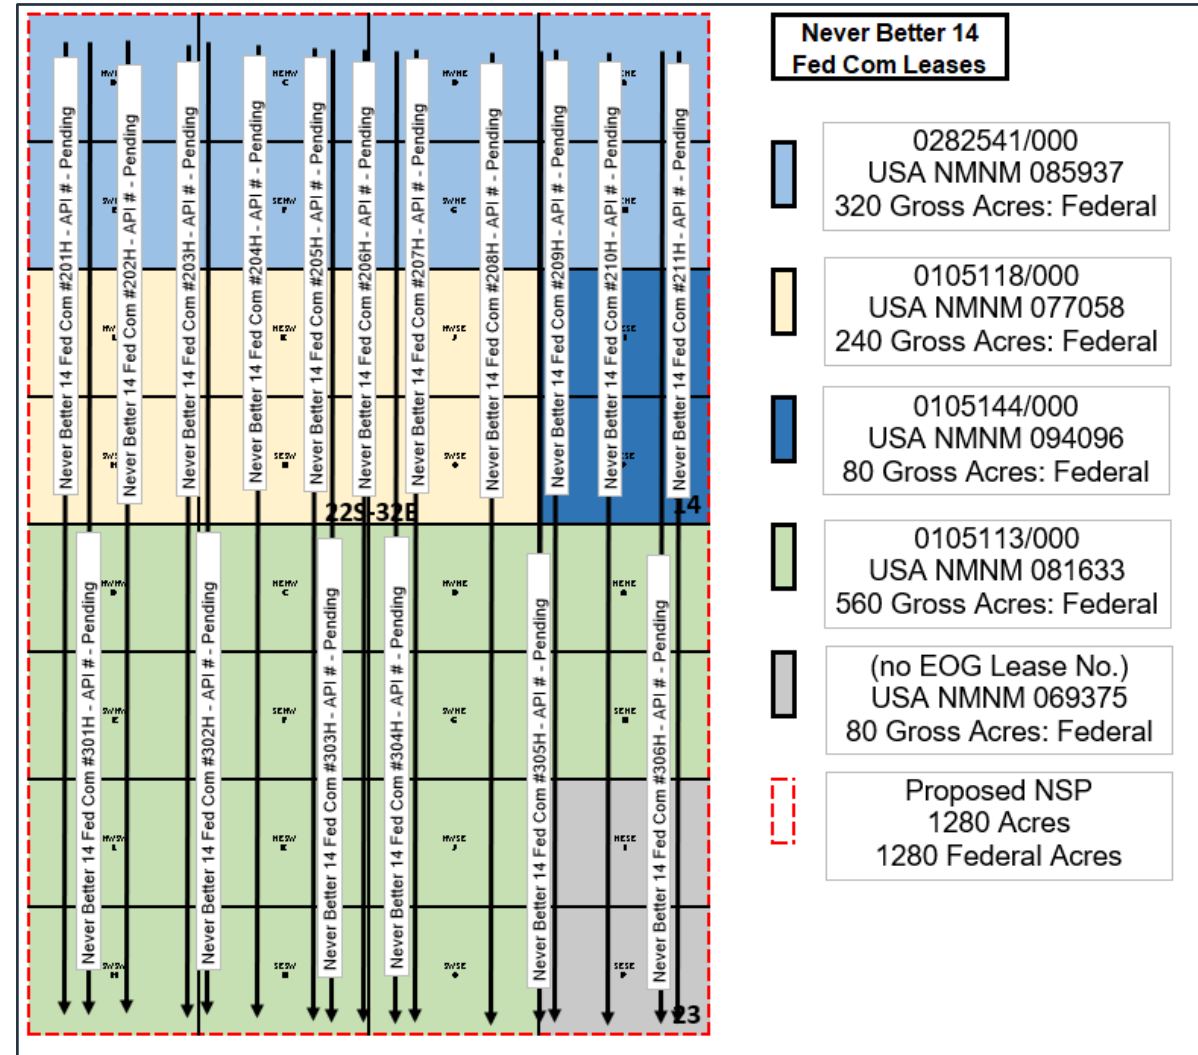 Never Better 14
Fed Com Leases
0282541/000
USA NMNM 085937
320 Gross Acres: Federal
0105118/000
USA NMNM 077058
240 Gross Acres: Federal
0105144/000
USA NMNM 094096
80 Gross Acres: Federal
0105113/000
USA NMNM 081633
560 Gross Acres: Federal
(no EOG Lease No.)
USA NMNM 069375
80 Gross Acres: Federal
Proposed NSP
1280 Acres
1280 Federal Acres
Never Better 14 Fed Com #201H - API # - Pending
Never Better 14 Fed Com #202H - API # - Pending
Never Better 14 Fed Com #203H - API # - Pending
Never Better 14 Fed Com #204H - API # - Pending
Never Better 14 Fed Com #205H - API # - Pending
Never Better 14 Fed Com #206H - API # - Pending
Never Better 14 Fed Com #207H - API # - Pending
Never Better 14 Fed Com #208H - API # - Pending
Never Better 14 Fed Com #209H - API # - Pending
Never Better 14 Fed Com #210H - API # - Pending
Never Better 14 Fed Com #211H - API # - Pending
14
22S-32E
Never Better 14 Fed Com #301H - API # - Pending
Never Better 14 Fed Com #302H - API # - Pending
Never Better 14 Fed Com #303H - API # - Pending
Never Better 14 Fed Com #304H - API # - Pending
Never Better 14 Fed Com #305H - API # - Pending
Never Better 14 Fed Com #306H - API # - Pending
SWSE
SESE
P
23